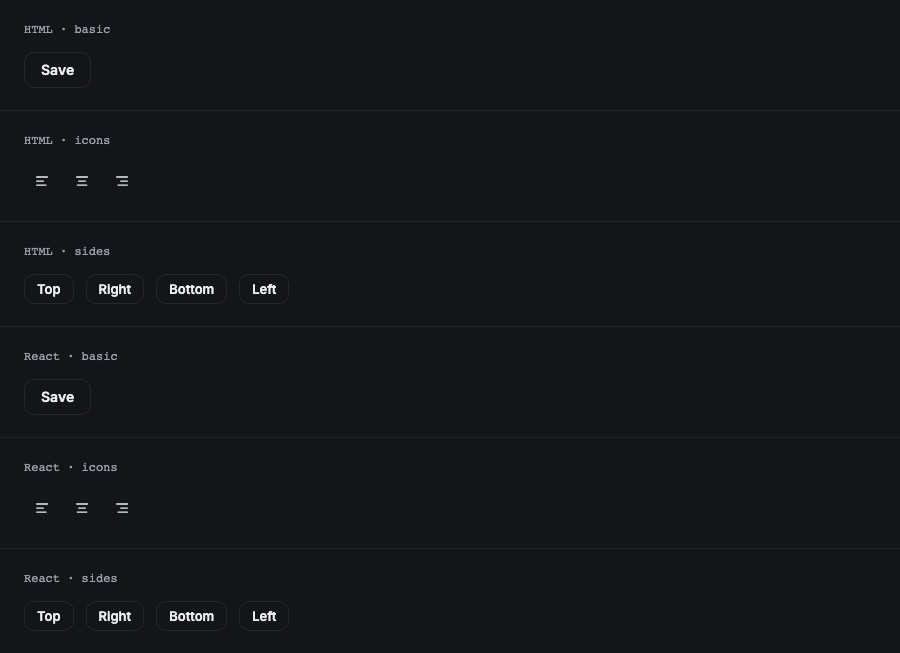 HTML · basic
Save
HTML · icons
HTML · sides
Top Right Bottom Left
React · basic
Save
React · icons
React · sides
Top Right Bottom Left